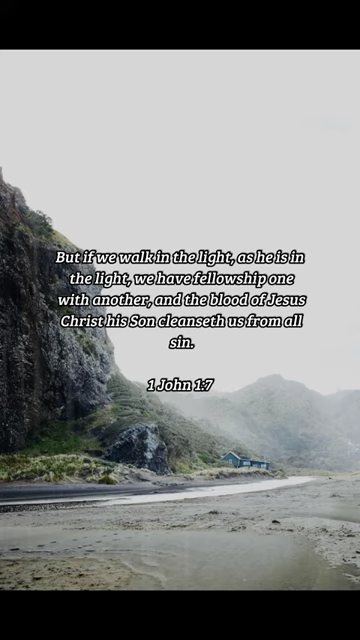 But if we walk in the light, as he is in
the light, we have fellowship one
with another, and the blood of Jesus
Christ his Son cleanseth us from all
sin.
1 John 1:7